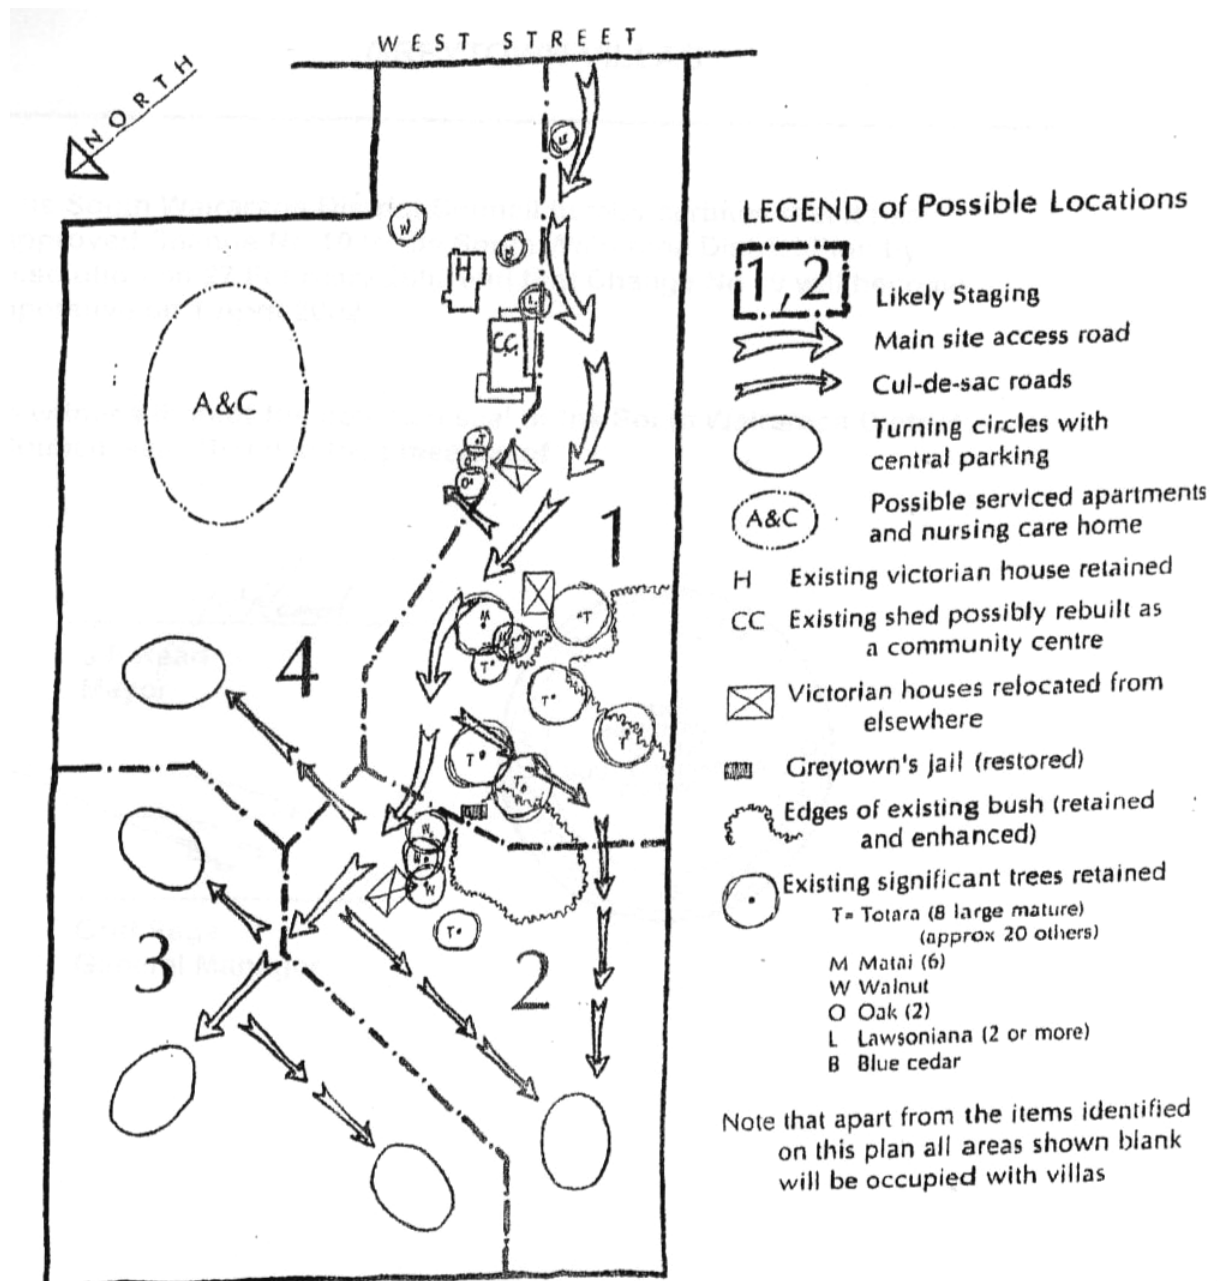 WEST STREET
NORTH
W
H
L
CC
A&C
T
O
1
M
T
T
T
T
4
T
T
W
W
T
3
2
LEGEND of Possible Locations
1,2 Likely Staging
Main site access road
Cul-de-sac roads
Turning circles with
central parking
A&C Possible serviced apartments
and nursing care home
H Existing victorian house retained
CC Existing shed possibly rebuilt as
a community centre
Victorian houses relocated from
elsewhere
Greytown's jail (restored)
Edges of existing bush (retained
and enhanced)
Existing significant trees retained
T= Totara (8 large mature)
(approx 20 others)
M Matai (6)
W Walnut
O Oak (2)
L Lawsoniana (2 or more)
B Blue cedar
Note that apart from the items identified
on this plan all areas shown blank
will be occupied with villas